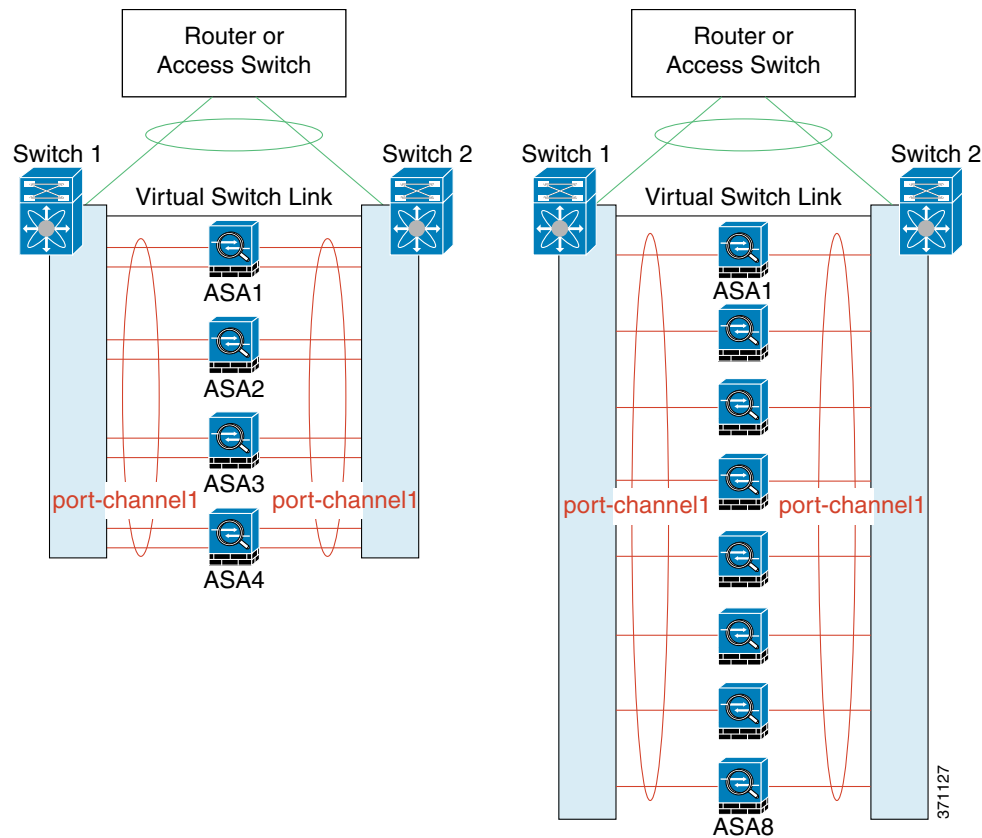 Router or
Access Switch
Switch 1
Switch 2
Virtual Switch Link
ASA1
ASA2
ASA3
port-channel1
port-channel1
ASA4
Router or
Access Switch
Switch 1
Switch 2
Virtual Switch Link
ASA1
port-channel1
port-channel1
ASA8
371127